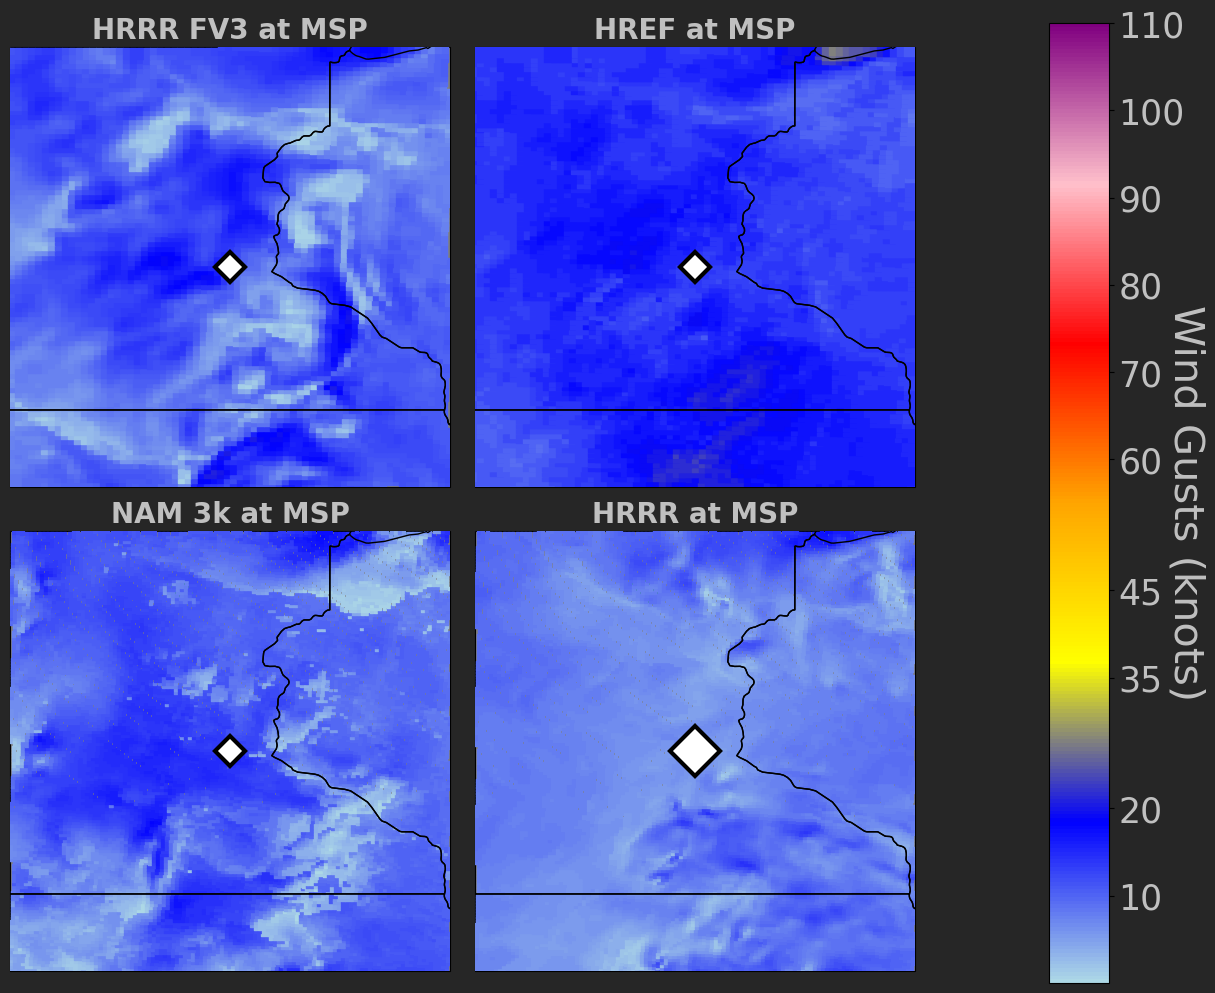 HRRR FV3 at MSP
HREF at MSP
NAM 3k at MSP
HRRR at MSP
110
100
90
80
70
60
45
35
20
10
Wind Gusts (knots)